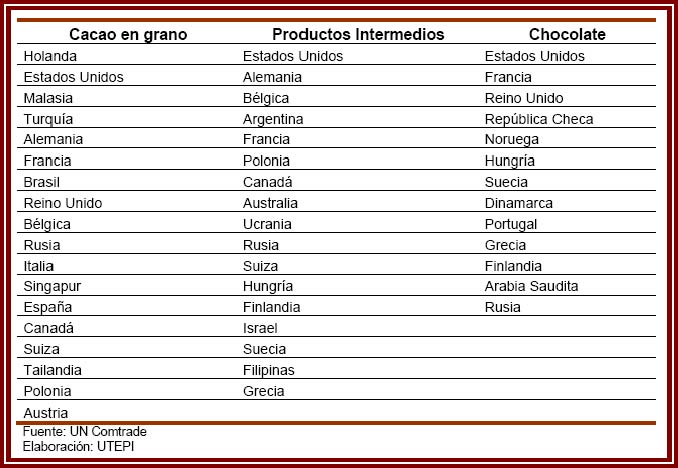 Cacao en grano Productos Intermedios Chocolate
Holanda Estados Unidos Estados Unidos
Estados Unidos Alemania Francia
Malasia Bélgica Reino Unido
Turquía Argentina República Checa
Alemania Francia Noruega
Francia Polonia Hungría
Brasil Canadá Suecia
Reino Unido Australia Dinamarca
Bélgica Ucrania Portugal
Rusia Rusia Grecia
Italia Suiza Finlandia
Singapur Hungría Arabia Saudita
España Finlandia Rusia
Canadá Israel
Suiza Suecia
Tailandia Filipinas
Polonia Grecia
Austria
Fuente: UN Comtrade
Elaboración: UTEPI